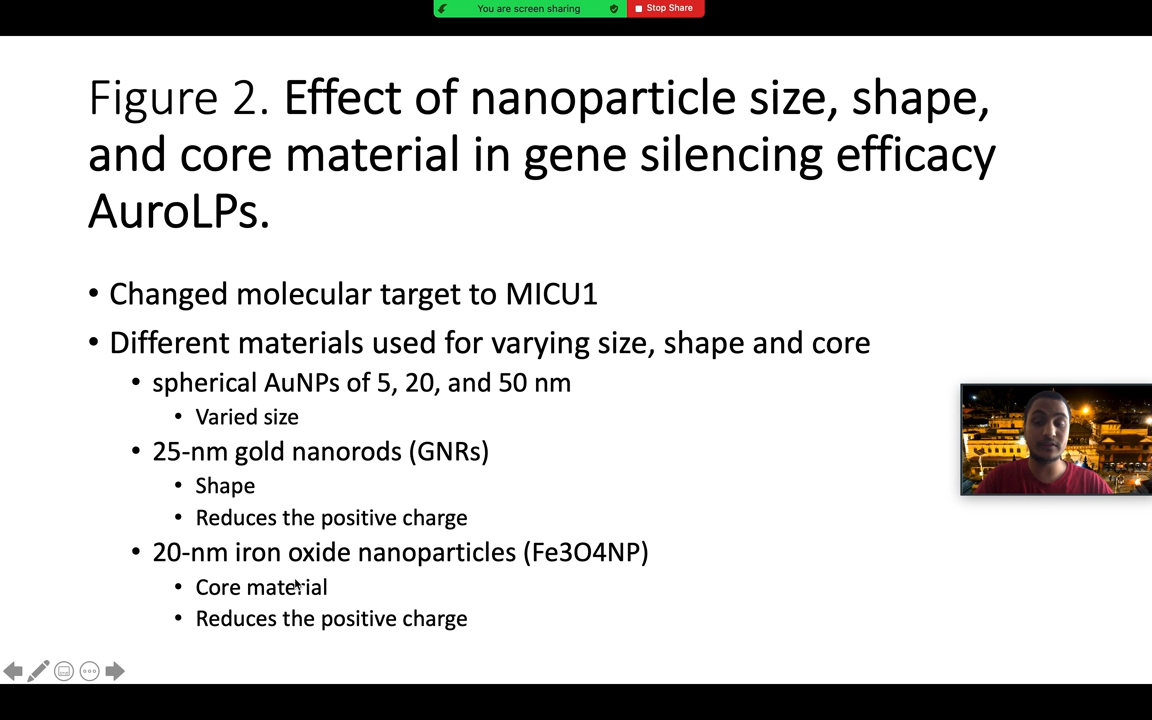 You are screen sharing
Stop Share
Figure 2. Effect of nanoparticle size, shape,
and core material in gene silencing efficacy
AuroLPs.
• Changed molecular target to MICU1
• Different materials used for varying size, shape and core
• spherical AuNPs of 5, 20, and 50 nm
• Varied size
• 25-nm gold nanorods (GNRs)
• Shape
• Reduces the positive charge
• 20-nm iron oxide nanoparticles (Fe3O4NP)
• Core material
• Reduces the positive charge